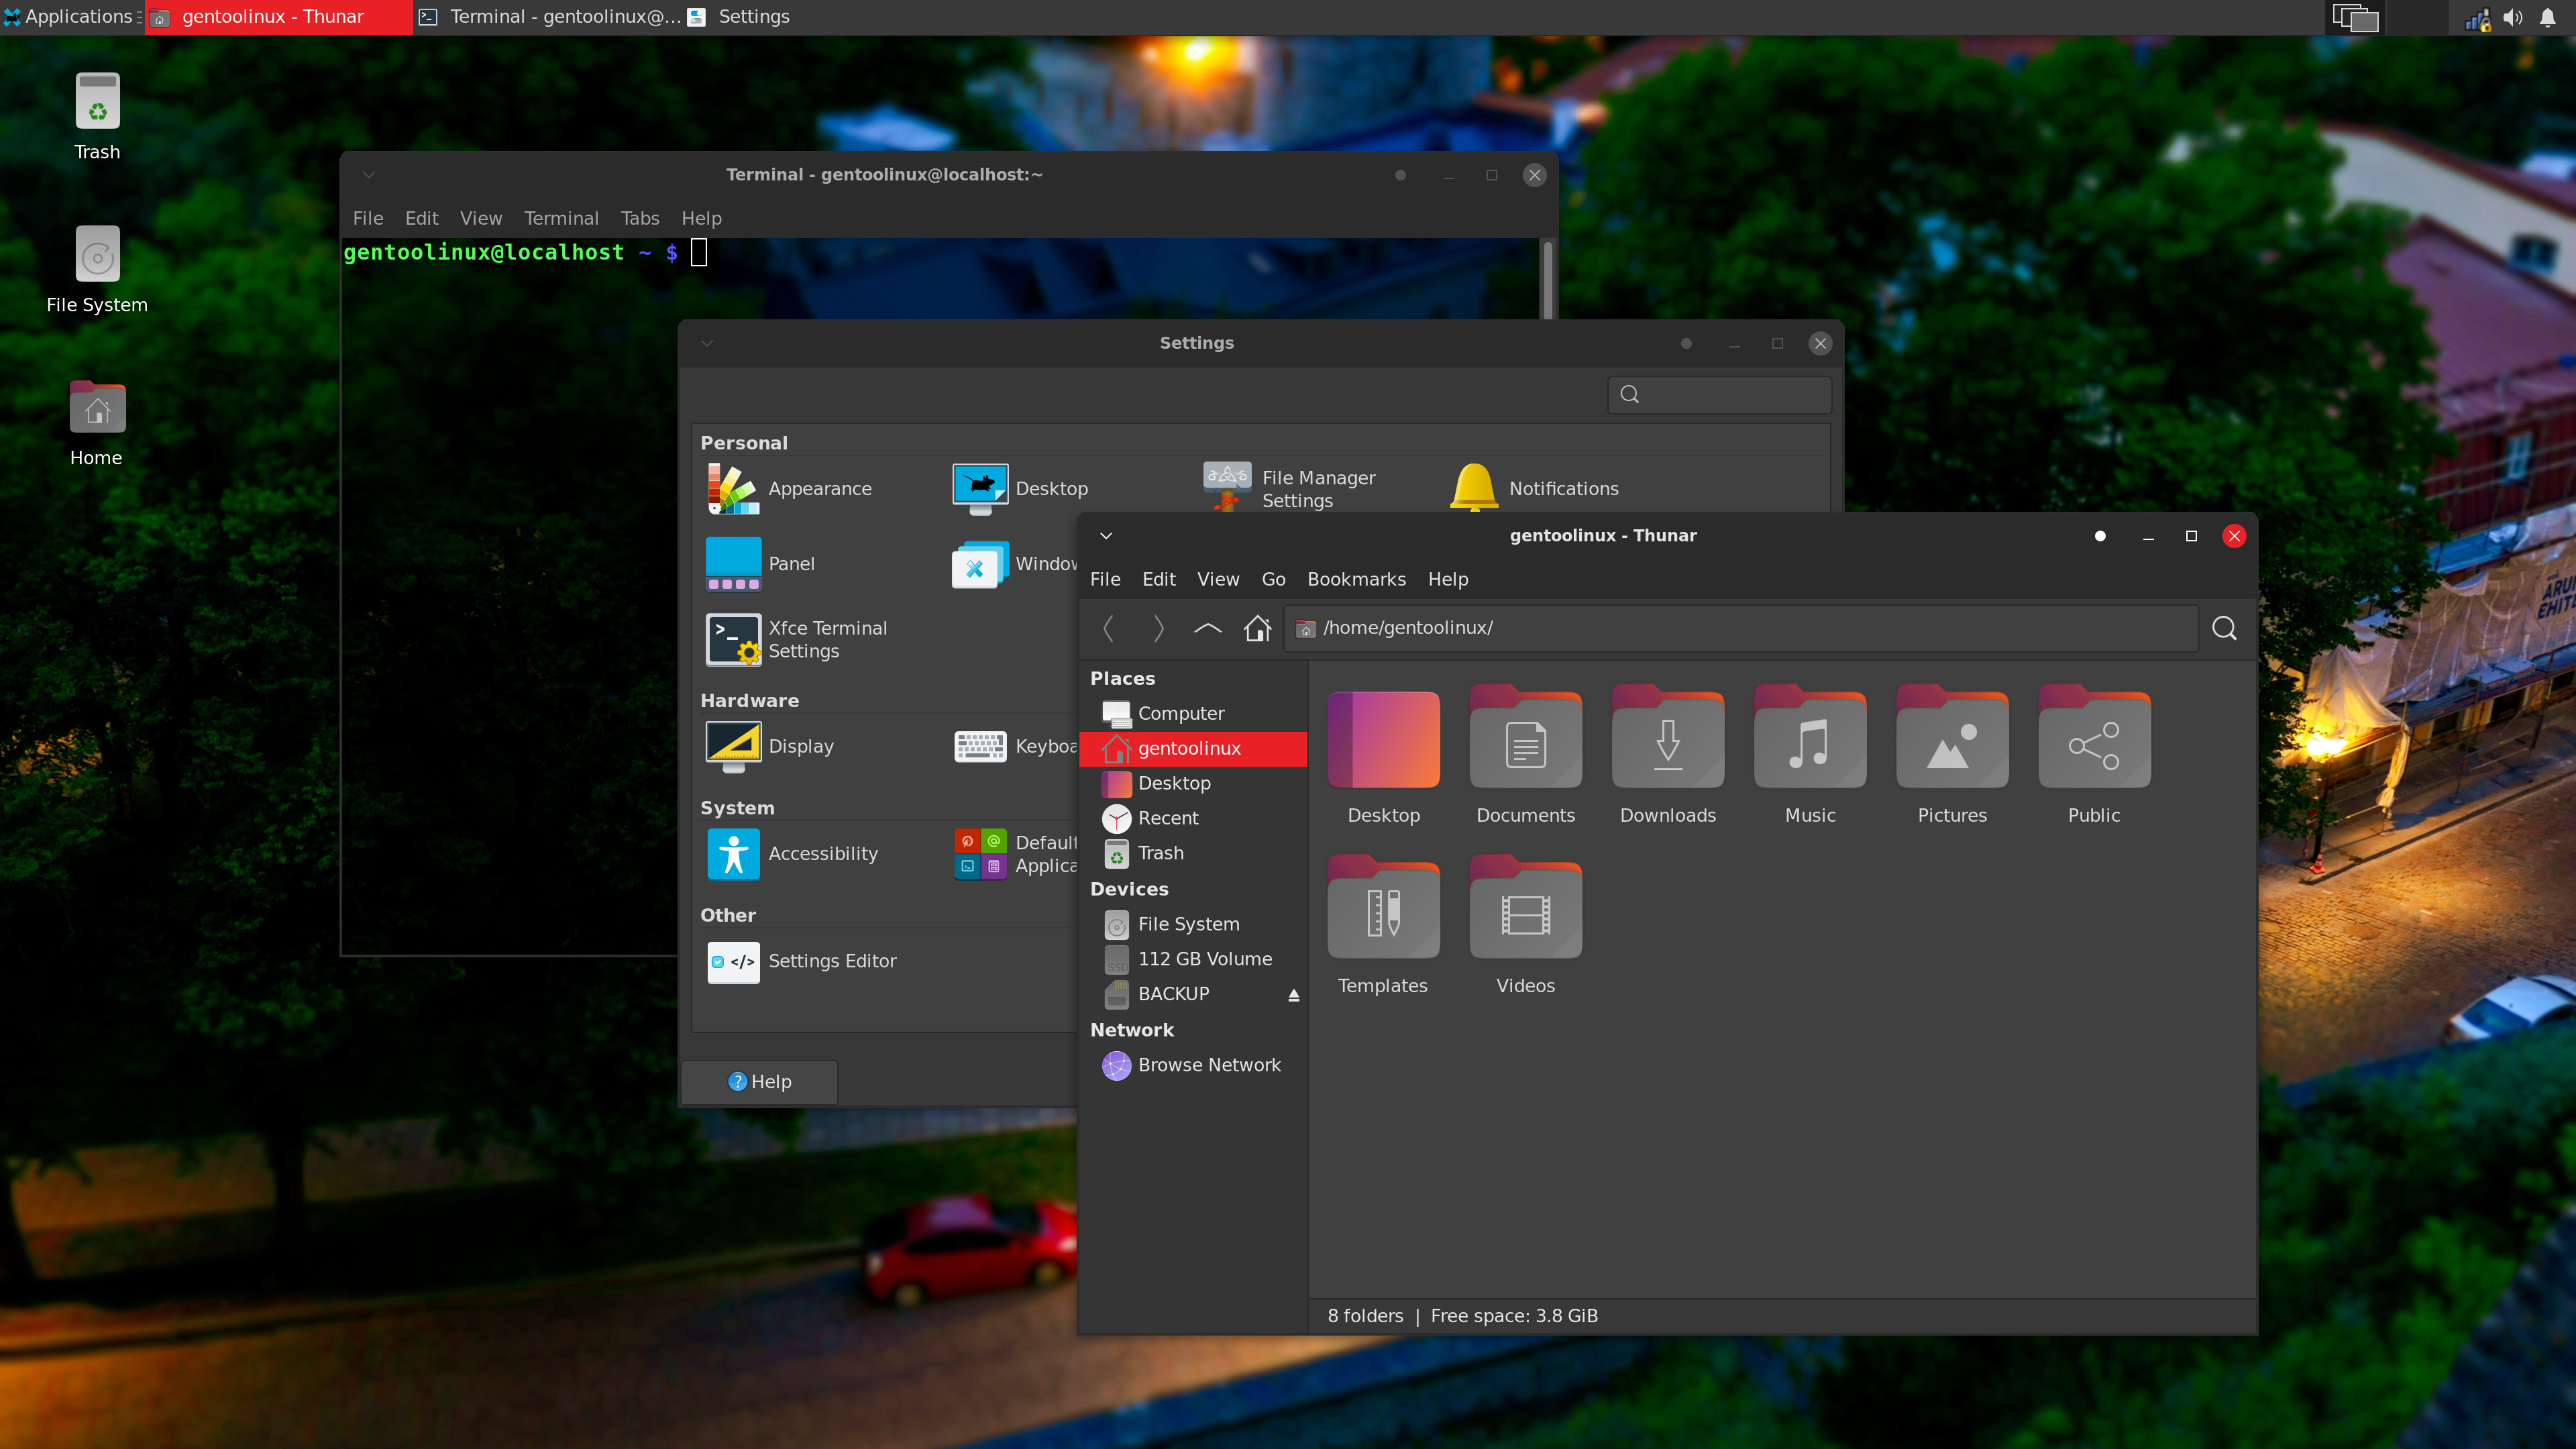 Applications
gentoolinux - Thunar
Terminal - gentoolinux@...
Settings
Trash
File System
Home
Terminal - gentoolinux@localhost:~
File Edit View Terminal Tabs Help
gentoolinux@localhost ~ $
Settings
Personal
Appearance
Desktop
File Manager
Settings
Notifications
Panel
Window
Xfce Terminal
Settings
Hardware
Display
Keyboa
System
Accessibility
Default
Applica
Other
</>
Settings Editor
? Help
gentoolinux - Thunar
File Edit View Go Bookmarks Help
/home/gentoolinux/
Places
Computer
gentoolinux
Desktop
Recent
Trash
Devices
File System
SSD
112 GB Volume
BACKUP
Network
Browse Network
Desktop
Documents
Downloads
Music
Pictures
Public
Templates
Videos
8 folders | Free space: 3.8 GiB